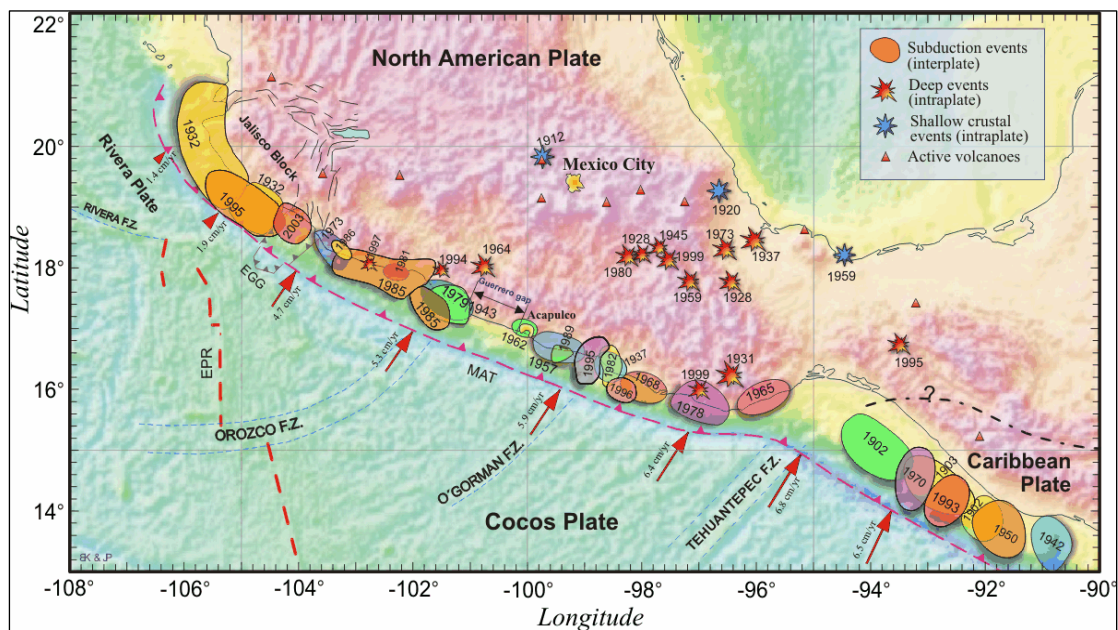 22°
20°
18°
16°
14°
Latitude
-108
-106
-104
-102
-100
-98
-96
-94
-92
-90°
Longitude
North American Plate
Subduction events
(interplate)
Deep events
(intraplate)
Shallow crustal
events (intraplate)
Active volcanoes
Rivera Plate
RIVERA F.Z.
Jalisco Block
1932
1932
1995
2003
1973
1986
1997
1981
1985
1994
1964
1985
1979
1943
Guerrero gap
Acapulco
1962
1957
1989
1995
1982
1937
1996
1968
1999
1978
1931
1965
1912
Mexico City
1920
1928
1945
1973
1937
1980
1999
1959
1928
1959
1995
1.4 cm/yr
1.9 cm/yr
4.7 cm/yr
5.3 cm/yr
5.9 cm/yr
6.4 cm/yr
6.8 cm/yr
6.5 cm/yr
EGG
EPR
MAT
OROZCO F.Z.
O'GORMAN F.Z.
TEHUANTEPEC F.Z.
Cocos Plate
?
Caribbean
Plate
1902
1970
1903
1993
1902
1950
1942